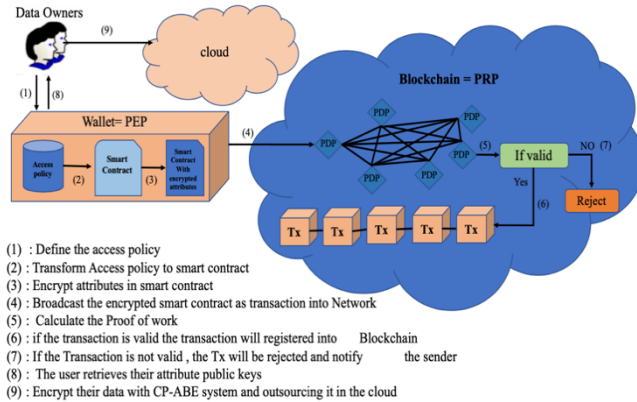 Data Owners
(9)
cloud
(1)
(8)
Wallet= PEP
Access
policy
(2)
Smart
Contract
(3)
Smart
Contract
With
encrypted
attributes
(4)
Blockchain = PRP
PDP
PDP
PDP
PDP
PDP
PDP
(5)
If valid
NO
(7)
Yes
(6)
Reject
Tx
Tx
Tx
Tx
Tx
(1) : Define the access policy
(2) : Transform Access policy to smart contract
(3) : Encrypt attributes in smart contract
(4) : Broadcast the encrypted smart contract as transaction into Network
(5) : Calculate the Proof of work
(6) : if the transaction is valid the transaction will registered into Blockchain
(7) : If the Transaction is not valid , the Tx will be rejected and notify the sender
(8) : The user retrieves their attribute public keys
(9) : Encrypt their data with CP-ABE system and outsourcing it in the cloud